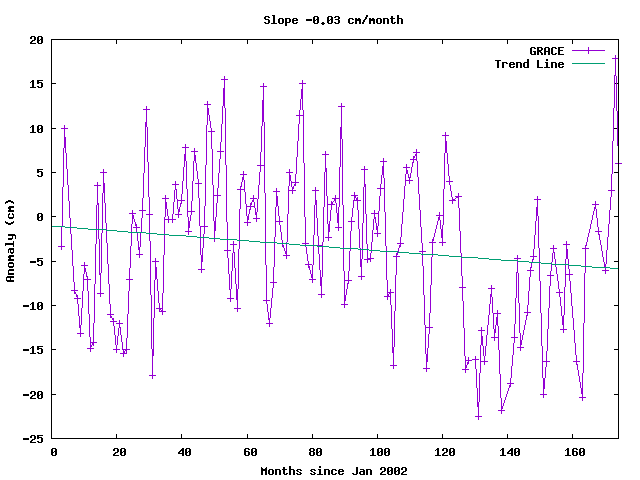 Slope -0.03 cm/month
20
15
10
5
0
-5
-10
-15
-20
-25
Anomaly (cm)
GRACE
Trend Line
0 20 40 60 80 100 120 140 160
Months since Jan 2002